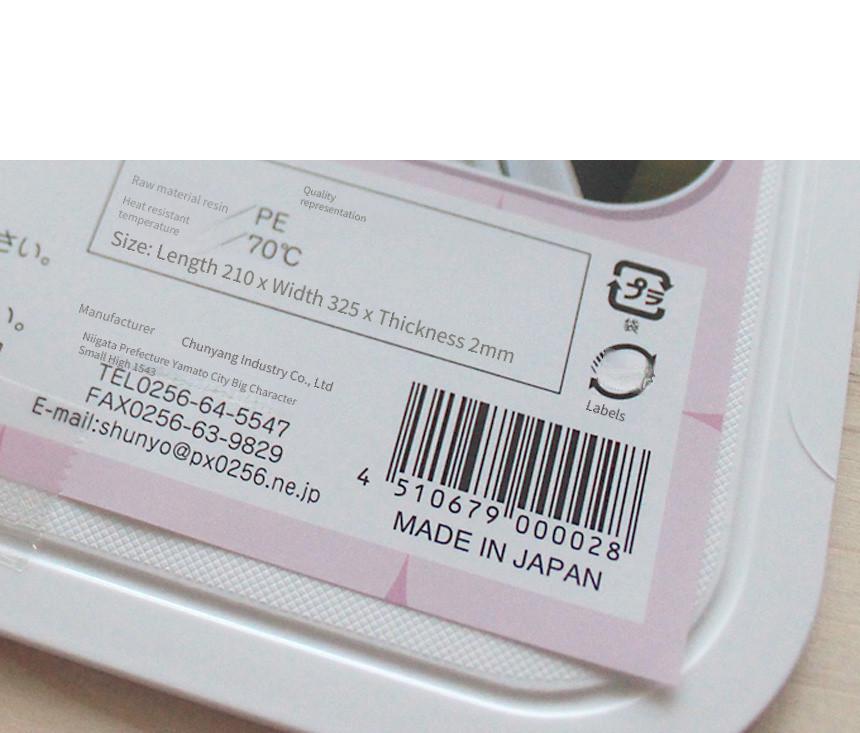 Quality
representation
Raw material resin PE
Heat resistant
temperature
70℃
Size: Length 210 x Width 325 x Thickness 2mm
さい。
い。
プラ
袋
Labels
Manufacturer
Chunyang Industry Co., Ltd
Niigata Prefecture Yamato City Big Character
Small High 1543
TEL0256-64-5547
FAX0256-63-9829
E-mail:shunyo@px0256.ne.jp
4 510679 000028
MADE IN JAPAN